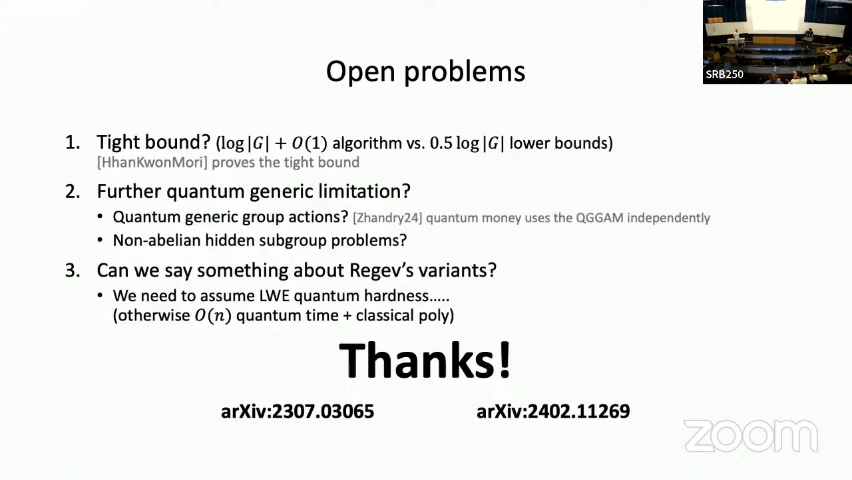 SRB250
Open problems
1. Tight bound? (log|G| + O(1) algorithm vs. 0.5 log|G| lower bounds)
[HhanKwonMori] proves the tight bound
2. Further quantum generic limitation?
• Quantum generic group actions? [Zhandry24] quantum money uses the QGGAM independently
• Non-abelian hidden subgroup problems?
3. Can we say something about Regev's variants?
• We need to assume LWE quantum hardness.....
(otherwise O(n) quantum time + classical poly)
Thanks!
arXiv:2307.03065 arXiv:2402.11269
zoom